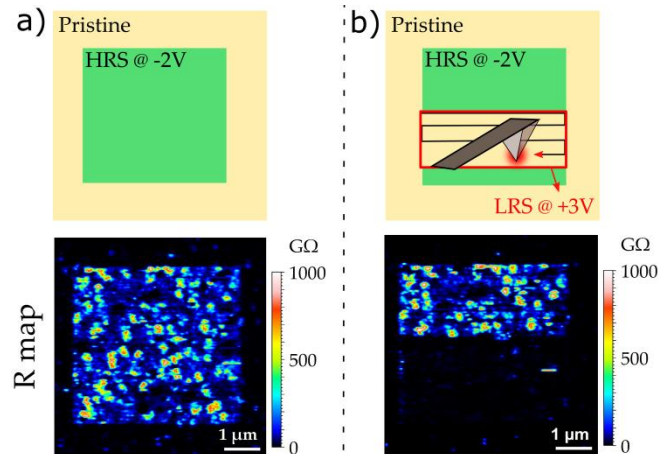 a)
Pristine
HRS @ -2V
b)
Pristine
HRS @ -2V
LRS @ +3V
R map
GΩ
1000
500
0
1 µm
GΩ
1000
500
0
1 µm